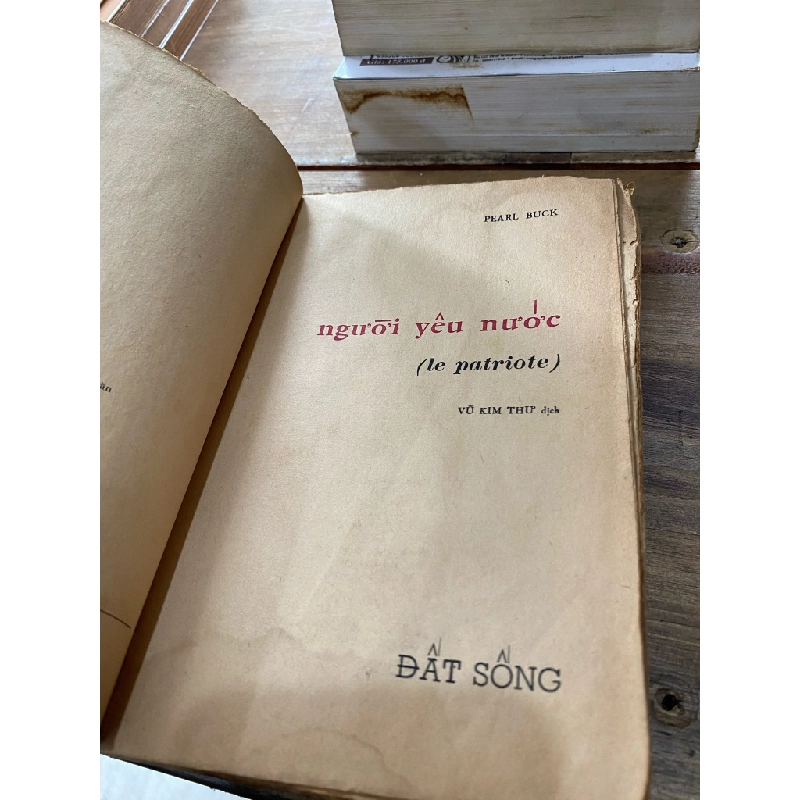 PEARL BUCK
người yêu nước
(le patriote)
VŨ KIM THƯ dịch
ĐẤT SỐNG